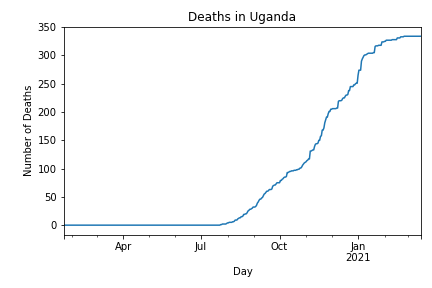 Deaths in Uganda
Number of Deaths
350
300
250
200
150
100
50
0
Apr
Jul
Oct
Jan
2021
Day